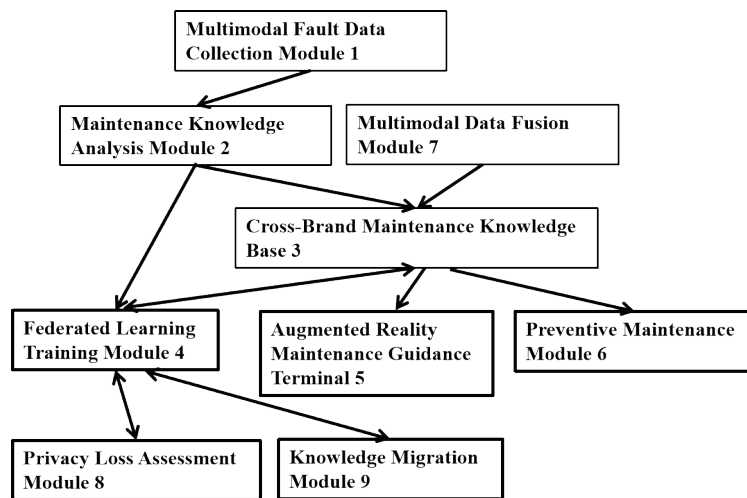 Multimodal Fault Data
Collection Module 1
Maintenance Knowledge
Analysis Module 2
Multimodal Data Fusion
Module 7
Cross-Brand Maintenance Knowledge
Base 3
Federated Learning
Training Module 4
Augmented Reality
Maintenance Guidance
Terminal 5
Preventive Maintenance
Module 6
Privacy Loss Assessment
Module 8
Knowledge Migration
Module 9